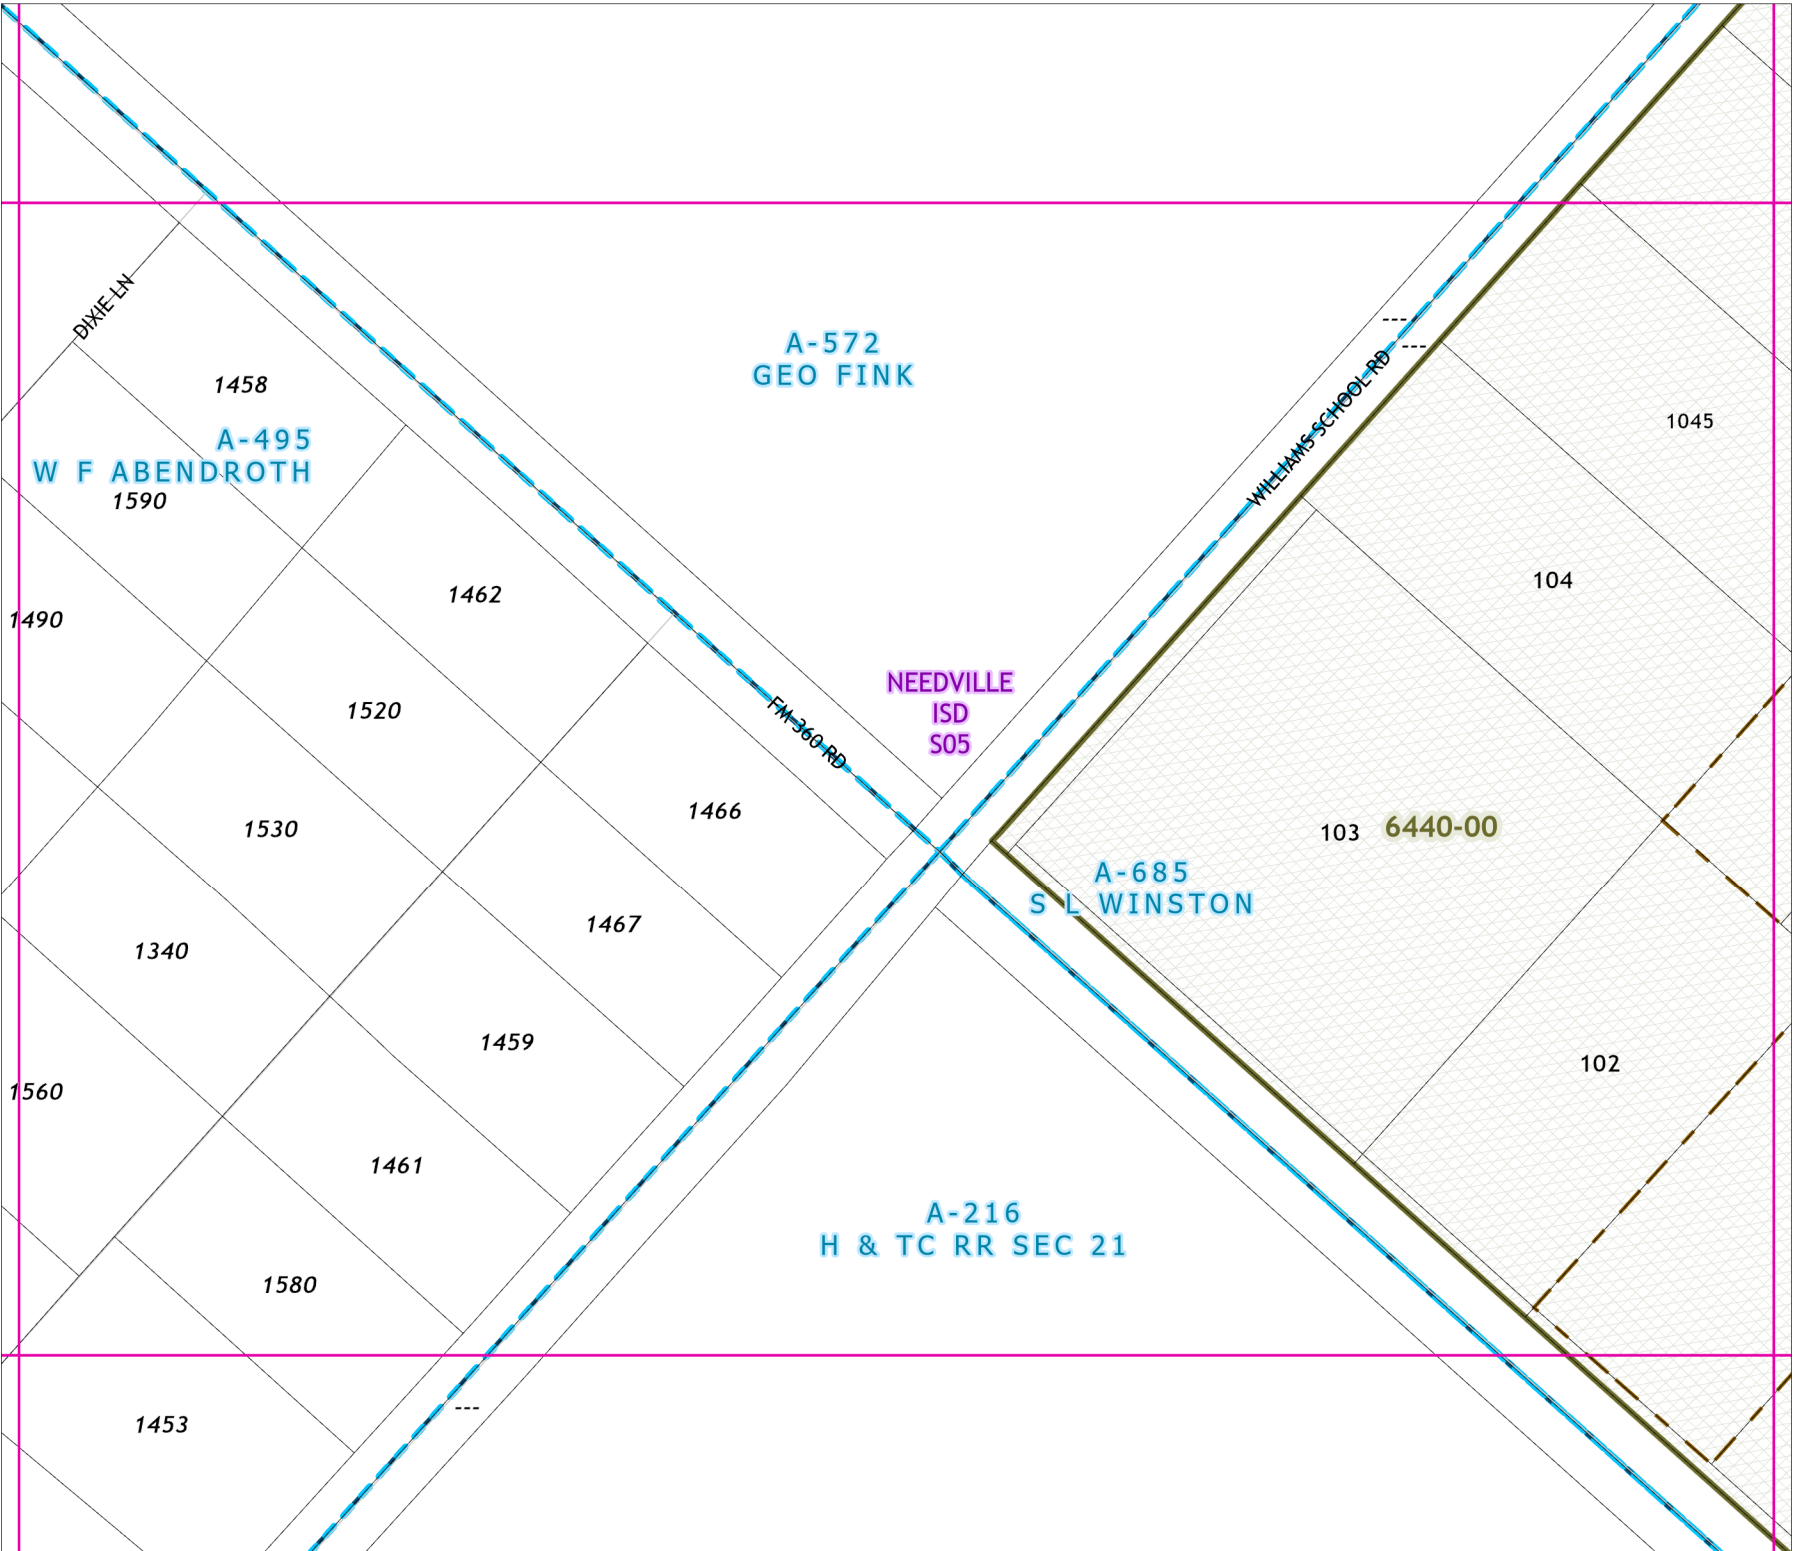 DIXIE LN
---
A-572
GEO FINK
---
WILLIAMS SCHOOL RD
1458
1045
A-495
W F ABENDROTH
1590
104
1462
1490
NEEDVILLE
ISD
S05
1520
FM 360 RD
1466
1530
103
6440-00
A-685
S L WINSTON
1467
1340
1459
102
1560
1461
A-216
H & TC RR SEC 21
1580
---
1453